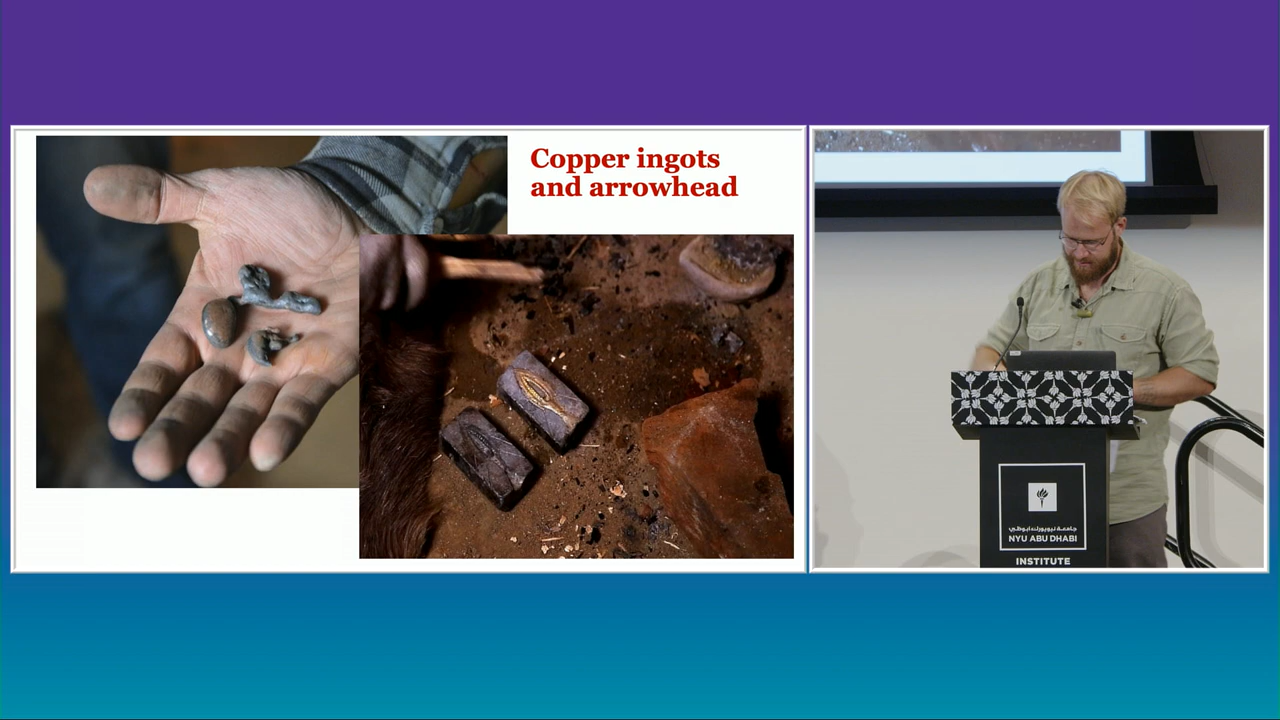 Copper ingots
and arrowhead
جامعة نيويورك أبوظبي
NYU ABU DHABI
INSTITUTE